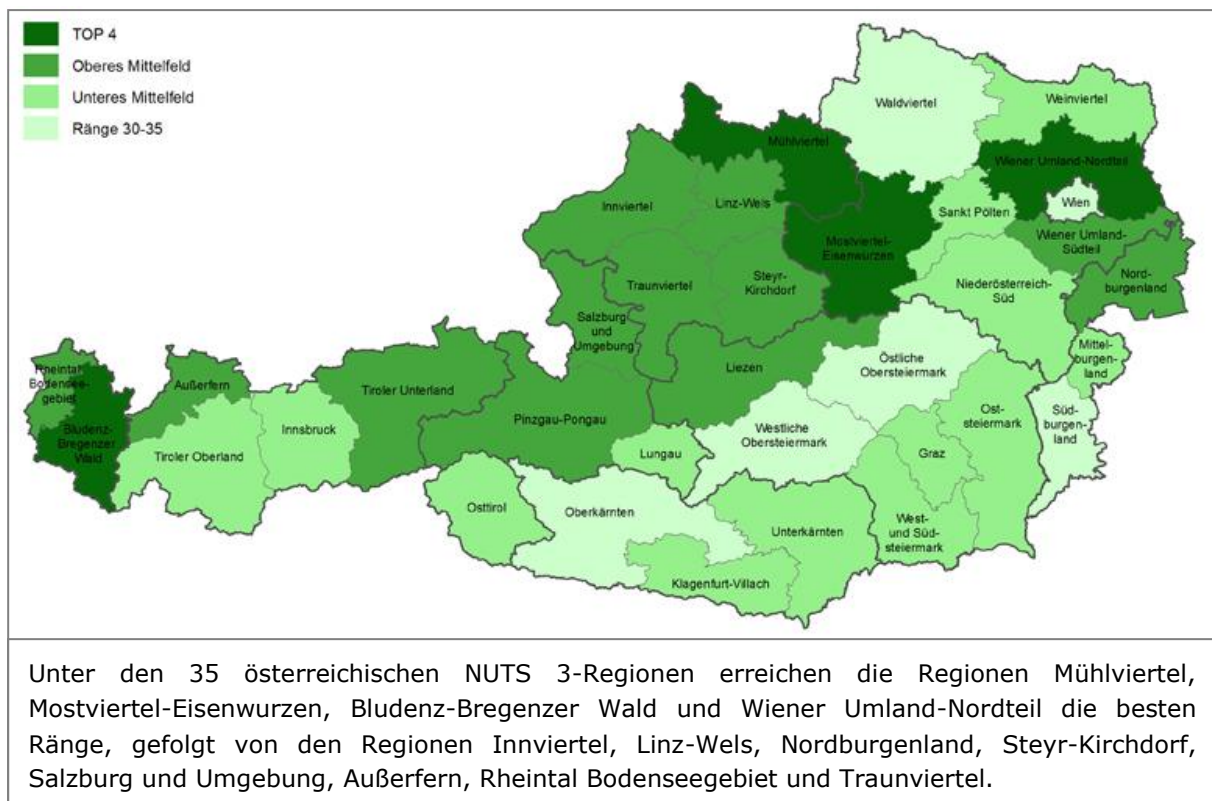 TOP 4
Oberes Mittelfeld
Unteres Mittelfeld
Ränge 30-35
Waldviertel
Weinviertel
Mühlviertel
Wiener Umland-Nordteil
Innviertel
Linz-Wels
Sankt Pölten
Wien
Mostviertel-
Eisenwurzen
Wiener Umland-
Südteil
Traunviertel
Steyr-
Kirchdorf
Niederösterreich-
Süd
Nord-
burgenland
Salzburg
und
Umgebung
Mittel-
burgen-
land
Rheintal
Bodensee-
gebiet
Außerfern
Tiroler Unterland
Liezen
Östliche
Obersteiermark
Bludenz-
Bregenzer
Wald
Tiroler Oberland
Innsbruck
Pinzgau-Pongau
Lungau
Westliche
Obersteiermark
Ost-
steiermark
Graz
Süd-
burgen-
land
Osttirol
Oberkärnten
Unterkärnten
West-
und Süd-
steiermark
Klagenfurt-Villach
Unter den 35 österreichischen NUTS 3-Regionen erreichen die Regionen Mühlviertel,
Mostviertel-Eisenwurzen, Bludenz-Bregenzer Wald und Wiener Umland-Nordteil die besten
Ränge, gefolgt von den Regionen Innviertel, Linz-Wels, Nordburgenland, Steyr-Kirchdorf,
Salzburg und Umgebung, Außerfern, Rheintal Bodenseegebiet und Traunviertel.